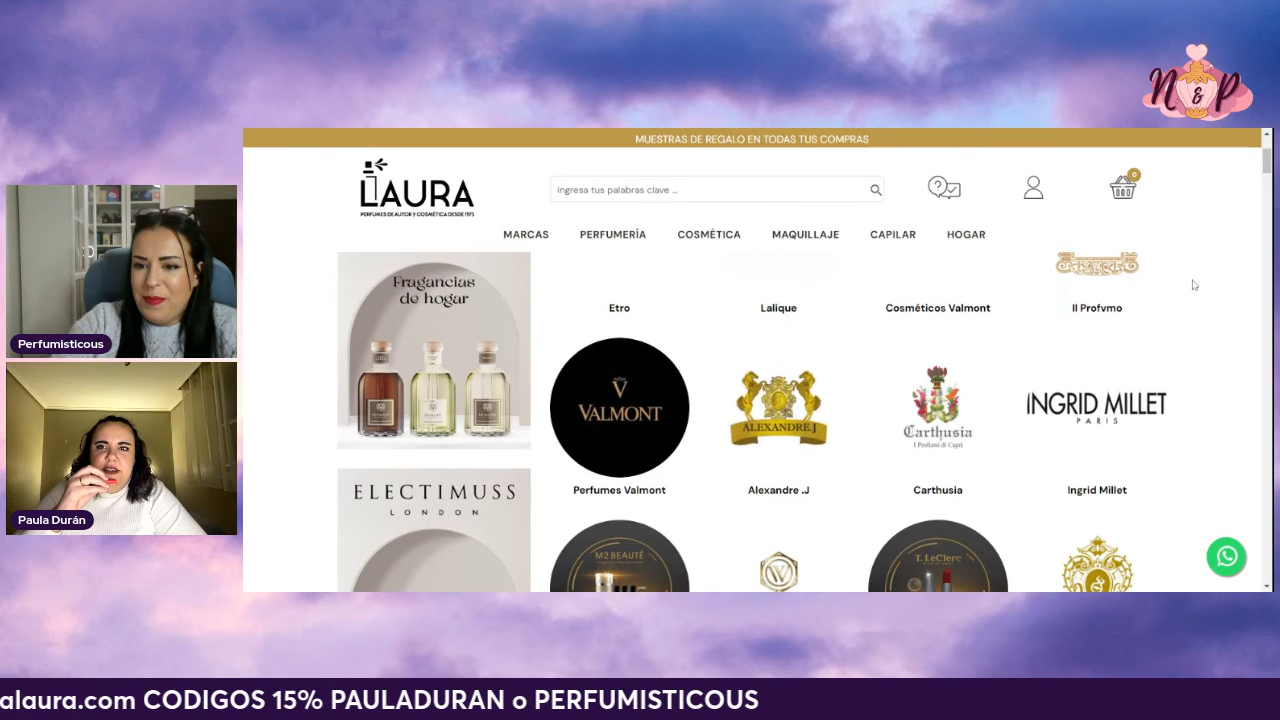 N & P
MUESTRAS DE REGALO EN TODAS TUS COMPRAS
LAURA
PERFUMES DE AUTOR Y COSMÉTICA DESDE 1975
Ingresa tus palabras clave ...
0
MARCAS PERFUMERÍA COSMÉTICA MAQUILLAJE CAPILAR HOGAR
Fragancias
de hogar
Etro Lalique Cosméticos Valmont Il Profvmo
V
VALMONT
ALEXANDRE.J
Carthusia
I Profumi di Capri
INGRID MILLET
PARIS
Perfumes Valmont Alexandre .J Carthusia Ingrid Millet
ELECTIMUSS
LONDON
M2 BEAUTÉ
T. LeClerc
Perfumisticous
Paula Durán
alaura.com CODIGOS 15% PAULADURAN o PERFUMISTICOUS